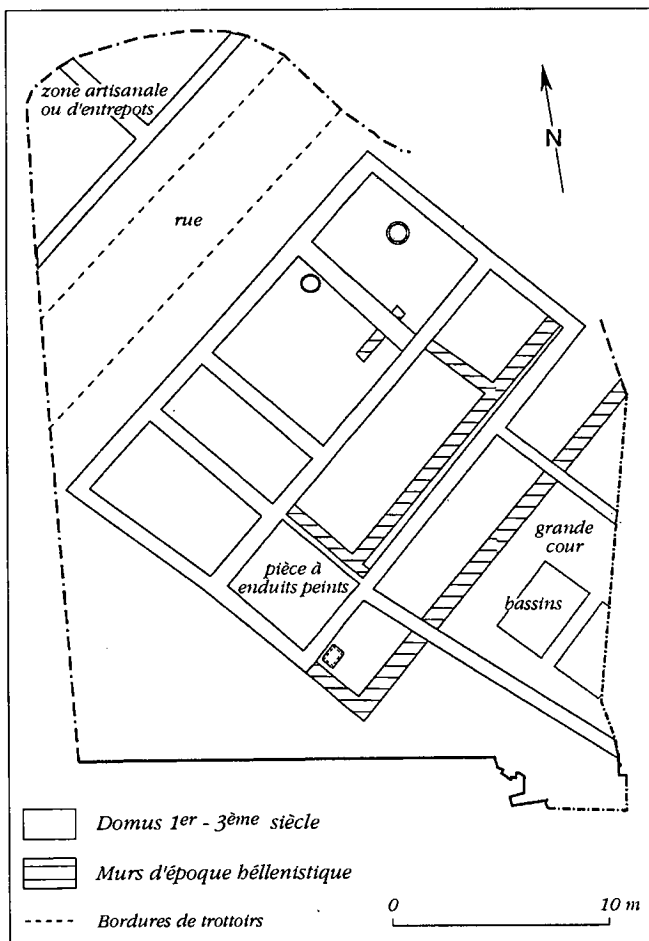 zone artisanale
ou d'entrepots
N
rue
grande
cour
pièce à
enduits peints
bassins
Domus 1er - 3ème siècle
Murs d'époque héllenistique
Bordures de trottoirs
0 10 m